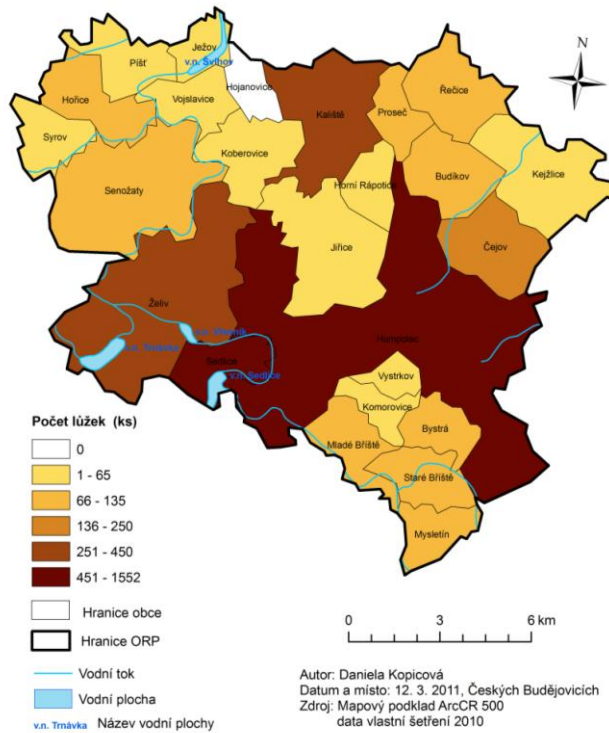 Ježov
v.n. Švihov
Píšť
Hojanovice
N
Hořice
Vojslavice
Kaliště
Proseč
Řečice
Syrov
Koberovice
Horní Rápotice
Budíkov
Kejžlice
Senožaty
Jiřice
Čejov
Želiv
v.n. Trnávka
Humpolec
Sedlice
v.n. Sedlice
Vystrkov
Komorovice
Bystrá
Mladé Bříště
Staré Bříště
Mysletín
Počet lůžek (ks)
0
1 - 65
66 - 135
136 - 250
251 - 450
451 - 1552
Hranice obce
Hranice ORP
Vodní tok
Vodní plocha
v.n. Trnávka Název vodní plochy
0 3 6 km
Autor: Daniela Kopicová
Datum a místo: 12. 3. 2011, Českých Budějovicích
Zdroj: Mapový podklad ArcCR 500
data vlastní šetření 2010